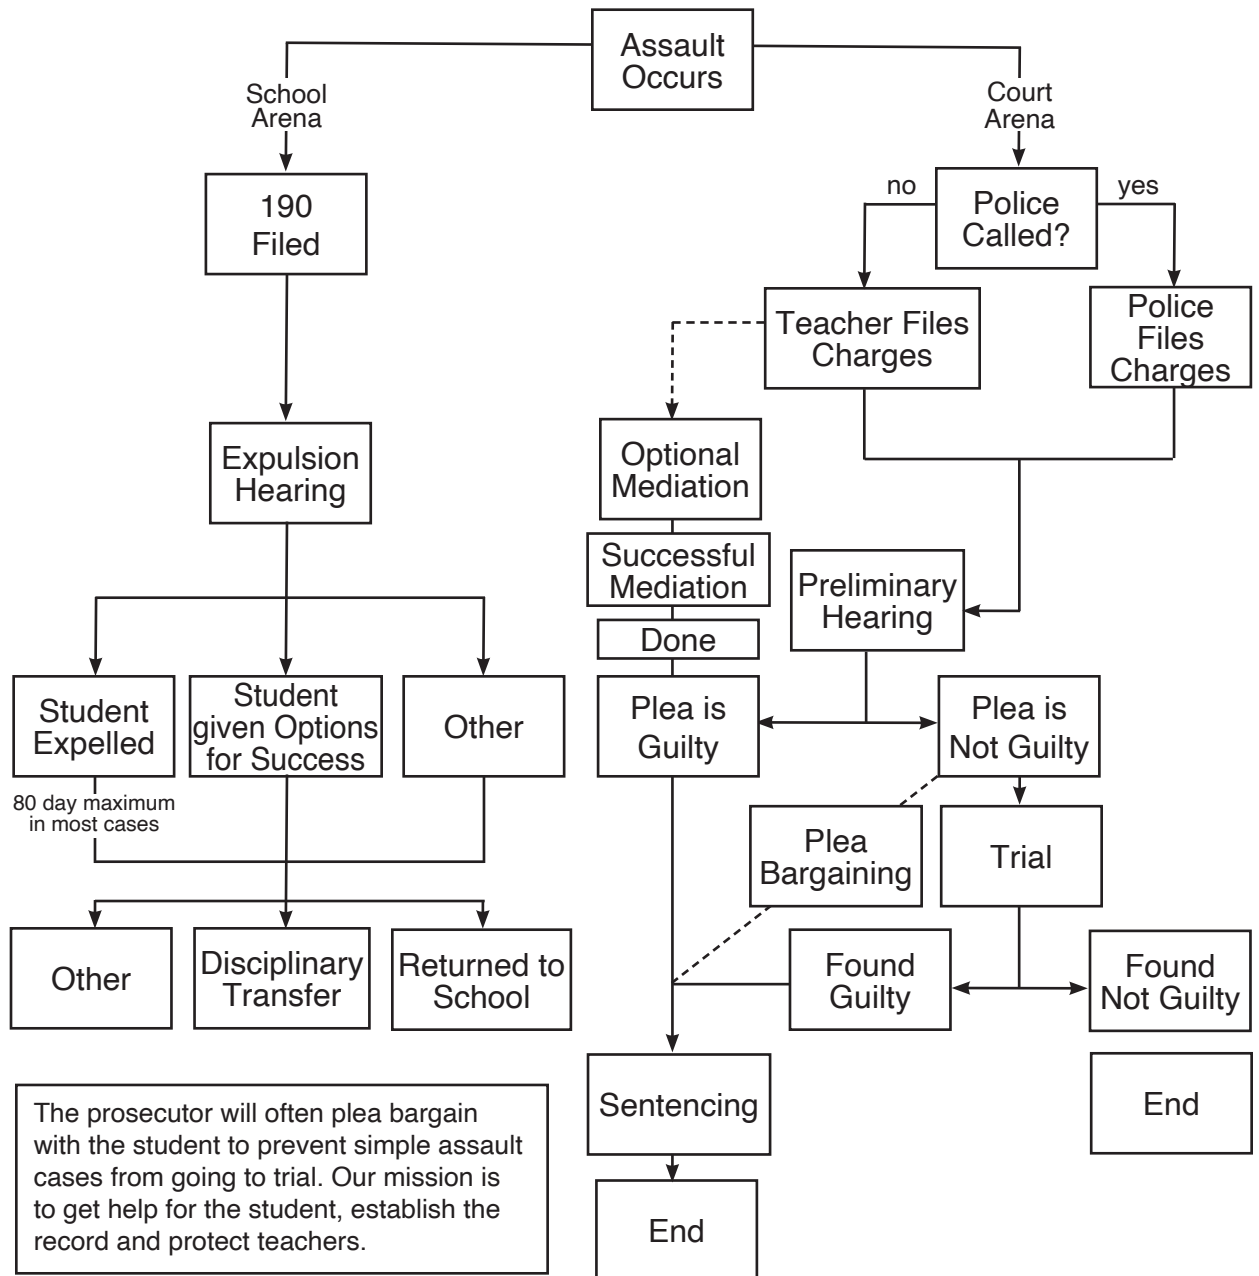 Assault
Occurs
School
Arena
Court
Arena
190
Filed
no
Police
Called?
yes
Teacher Files
Charges
Police
Files
Charges
Expulsion
Hearing
Optional
Mediation
Successful
Mediation
Done
Preliminary
Hearing
Student
Expelled
Student
given Options
for Success
Other
Plea is
Guilty
Plea is
Not Guilty
80 day maximum
in most cases
Plea
Bargaining
Trial
Other
Disciplinary
Transfer
Returned to
School
Found
Guilty
Found
Not Guilty
Sentencing
End
End
The prosecutor will often plea bargain
with the student to prevent simple assault
cases from going to trial. Our mission is
to get help for the student, establish the
record and protect teachers.